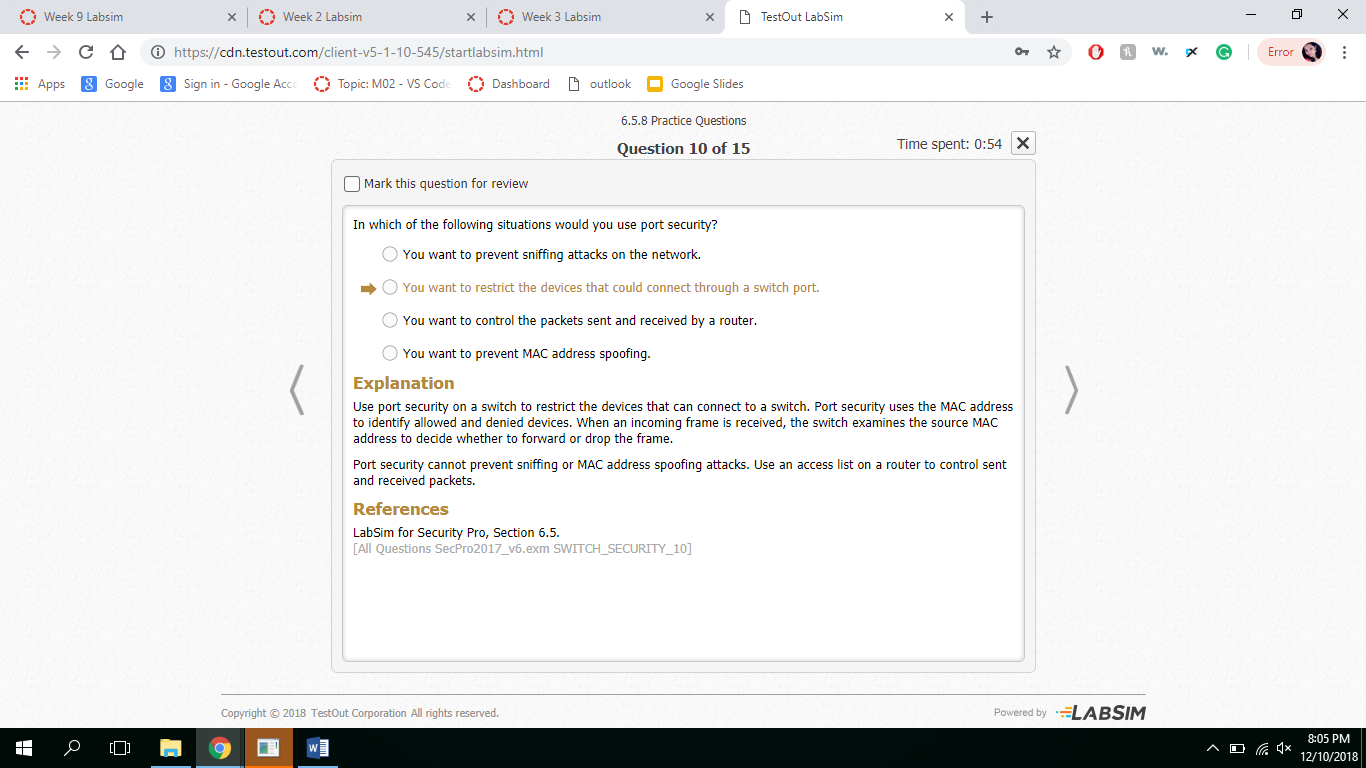 Week 9 Labsim
Week 2 Labsim
Week 3 Labsim
TestOut LabSim
https://cdn.testout.com/client-v5-1-10-545/startlabsim.html
Error
Apps
Google
Sign in - Google Acco
Topic: M02 - VS Code
Dashboard
outlook
Google Slides
6.5.8 Practice Questions
Question 10 of 15
Time spent: 0:54
Mark this question for review
In which of the following situations would you use port security?
You want to prevent sniffing attacks on the network.
You want to restrict the devices that could connect through a switch port.
You want to control the packets sent and received by a router.
You want to prevent MAC address spoofing.
Explanation
Use port security on a switch to restrict the devices that can connect to a switch. Port security uses the MAC address
to identify allowed and denied devices. When an incoming frame is received, the switch examines the source MAC
address to decide whether to forward or drop the frame.
Port security cannot prevent sniffing or MAC address spoofing attacks. Use an access list on a router to control sent
and received packets.
References
LabSim for Security Pro, Section 6.5.
[All Questions SecPro2017_v6.exm SWITCH_SECURITY_10]
Copyright © 2018 TestOut Corporation All rights reserved.
Powered by LABSIM
8:05 PM
12/10/2018